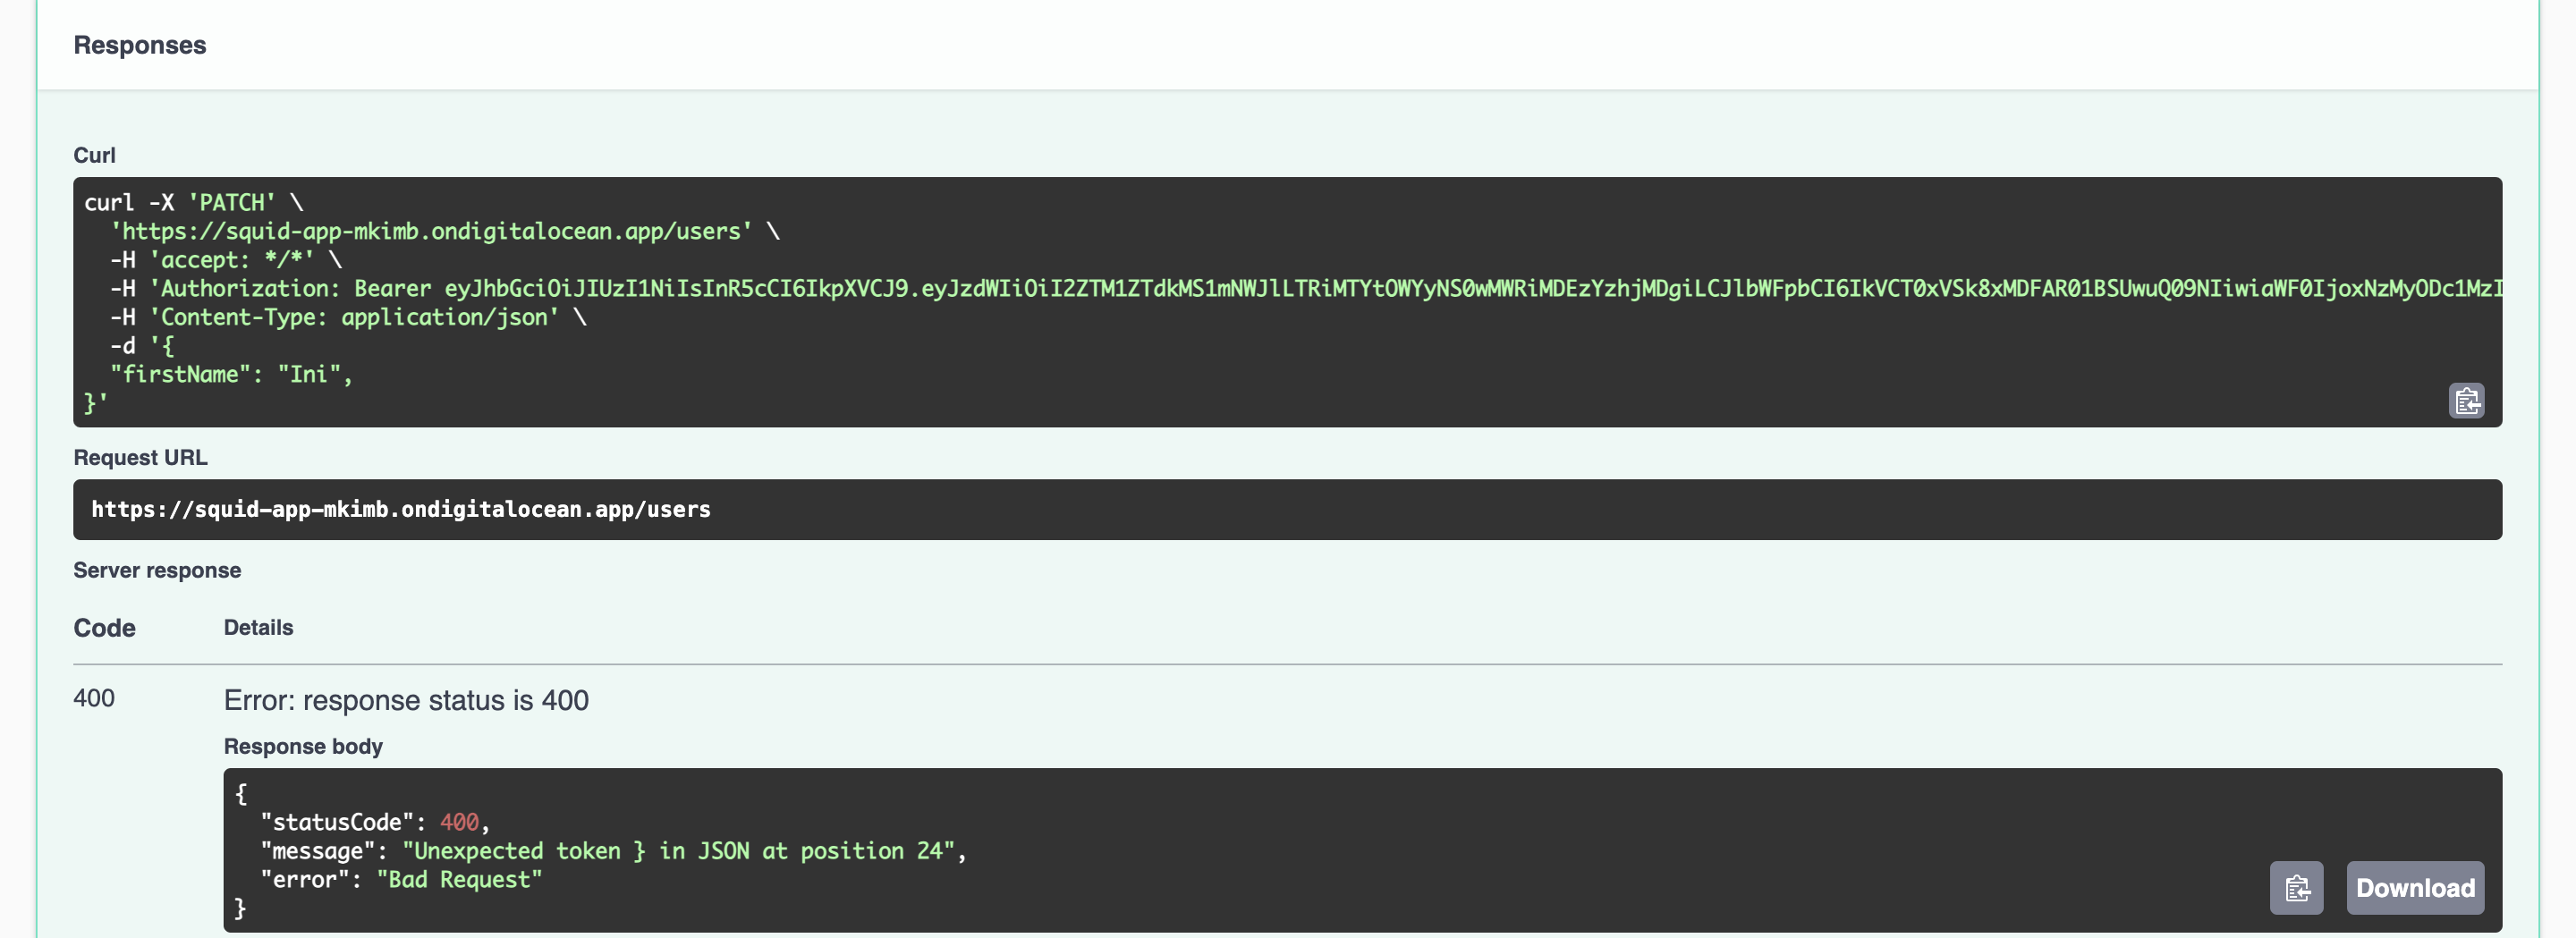 Responses
Curl
curl -X 'PATCH' \
  'https://squid-app-mkimb.ondigitalocean.app/users' \
  -H 'accept: */*' \
  -H 'Authorization: Bearer eyJhbGciOiJIUzI1NiIsInR5cCI6IkpXVCJ9.eyJzdWIiOiI2ZTM1ZTdkMS1mNWJlLTRiMTYtOWYyNS0wMWRiMDEzYzhjMDgiLCJlbWFpbCI6IkVCT0xVSk8xMDFAR01BSUwuQ09NIiwiaWF0IjoxNzMyODc1MzI
  -H 'Content-Type: application/json' \
  -d '{
  "firstName": "Ini",
}'
Request URL
https://squid-app-mkimb.ondigitalocean.app/users
Server response
Code Details
400 Error: response status is 400
Response body
{
  "statusCode": 400,
  "message": "Unexpected token } in JSON at position 24",
  "error": "Bad Request"
}
Download